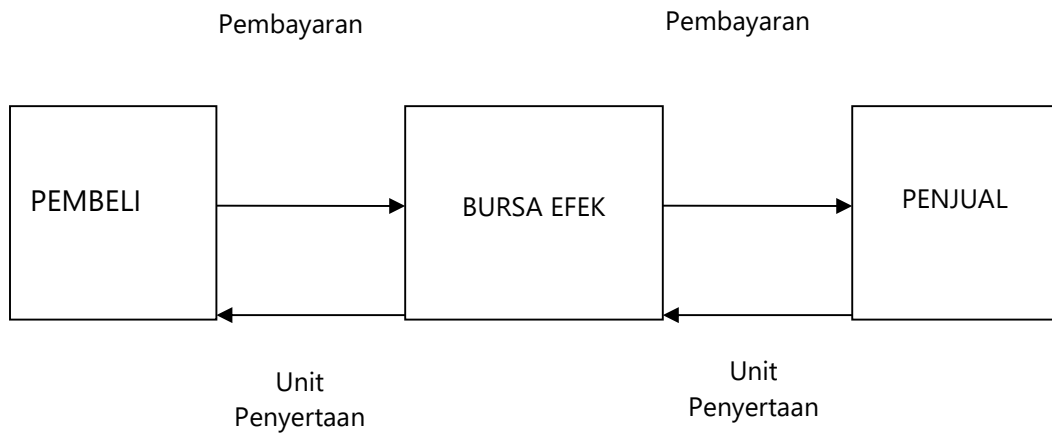 Pembayaran
Pembayaran
PEMBELI
BURSA EFEK
PENJUAL
Unit
Penyertaan
Unit
Penyertaan